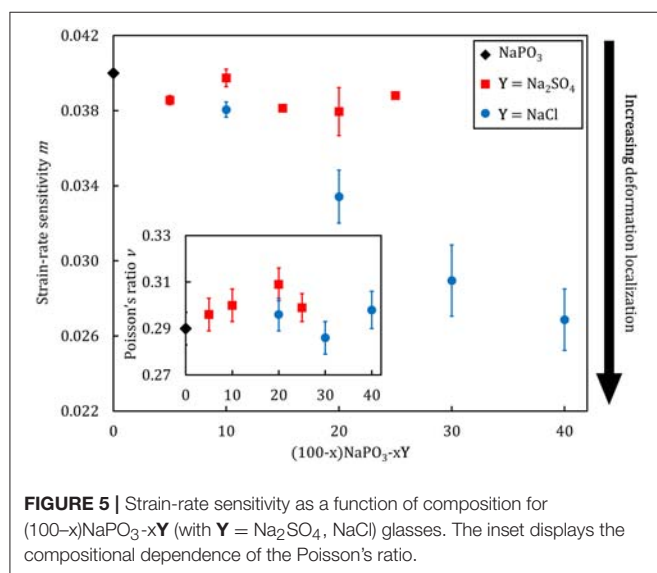 0.042
0.038
0.034
0.030
0.026
0.022
Strain-rate sensitivity m
0 10 20 30 40
(100-x)NaPO₃-xY
NaPO₃
Y = Na₂SO₄
Y = NaCl
Increasing deformation localization
0.33
0.31
0.29
0.27
Poisson's ratio ν
0 10 20 30 40
FIGURE 5 | Strain-rate sensitivity as a function of composition for
(100–x)NaPO₃-xY (with Y = Na₂SO₄, NaCl) glasses. The inset displays the
compositional dependence of the Poisson's ratio.